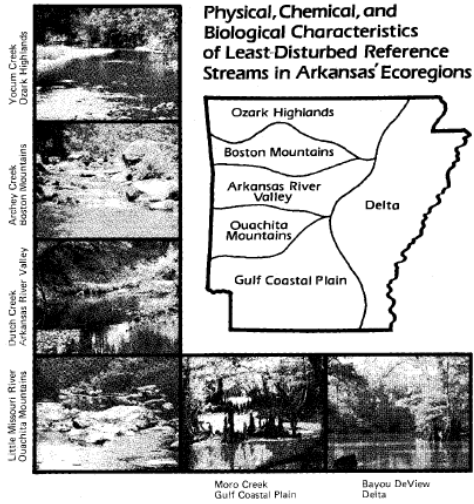 Physical, Chemical, and
Biological Characteristics
of Least-Disturbed Reference
Streams in Arkansas' Ecoregions
Yocum Creek
Ozark Highlands
Archey Creek
Boston Mountains
Dutch Creek
Arkansas River Valley
Little Missouri River
Ouachita Mountains
Ozark Highlands
Boston Mountains
Arkansas River
Valley
Ouachita
Mountains
Delta
Gulf Coastal Plain
Moro Creek
Gulf Coastal Plain
Bayou DeView
Delta